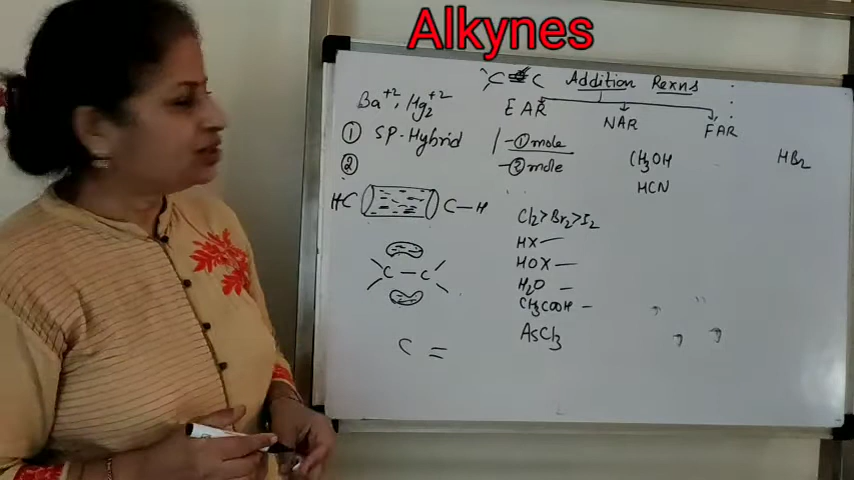 Alkynes
C≡C Addition Rexns
Ba+2, Hg2+2
EAR NAR FAR
① SP-Hybrid
①mole
②
②mole
CH3OH
HBr2
HCN
HC C-H
Cl2>Br2>I2
HX
HOX
C-C
H2O
CH3COOH
AsCl3
C =